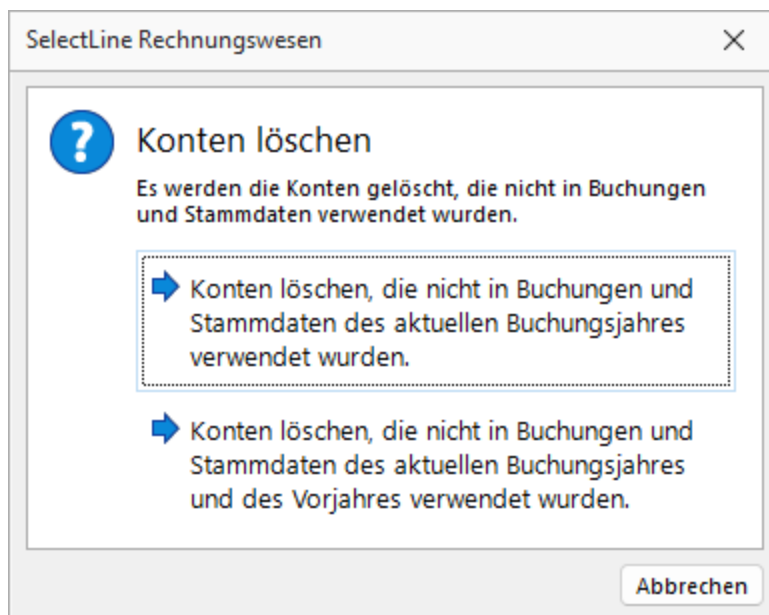 SelectLine Rechnungswesen
Konten löschen
Es werden die Konten gelöscht, die nicht in Buchungen
und Stammdaten verwendet wurden.
Konten löschen, die nicht in Buchungen und
Stammdaten des aktuellen Buchungsjahres
verwendet wurden.
Konten löschen, die nicht in Buchungen und
Stammdaten des aktuellen Buchungsjahres
und des Vorjahres verwendet wurden.
Abbrechen